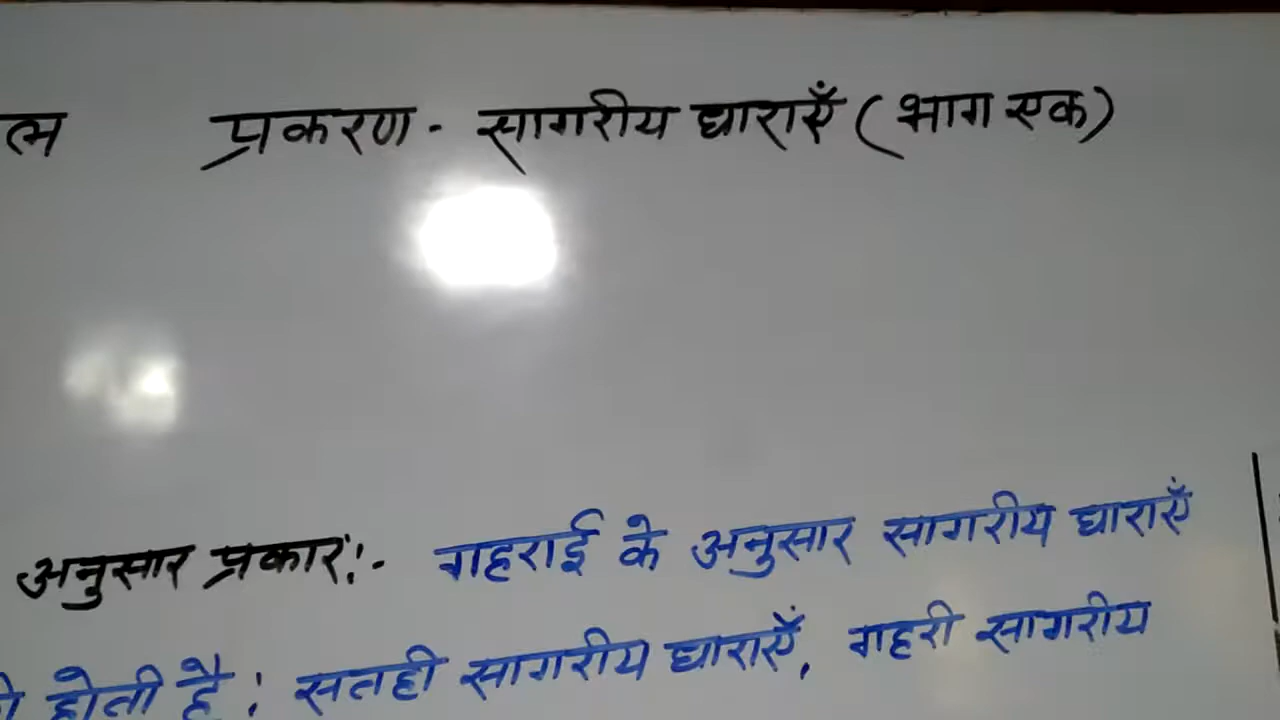 प्रकरण - सागरीय धाराएँ (भाग एक)
अनुसार प्रकार:- गहराई के अनुसार सागरीय धाराएँ
होती है: सतही सागरीय धाराएँ, गहरी सागरीय